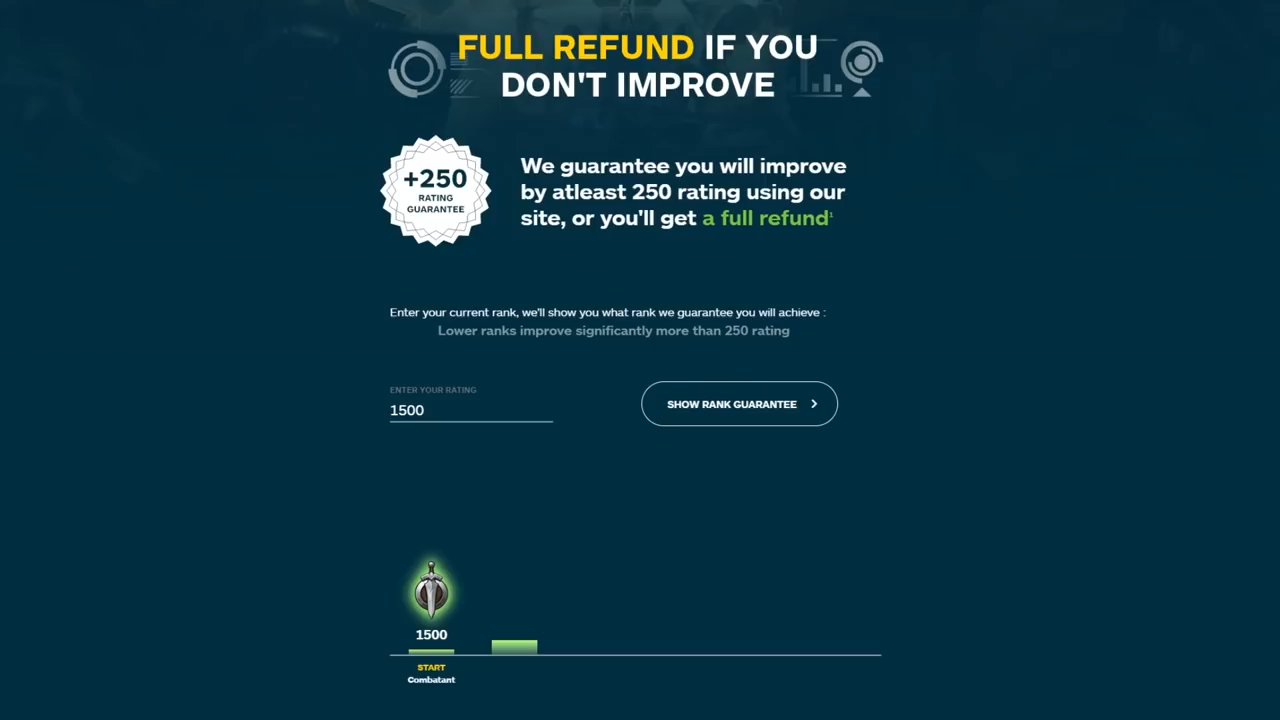 FULL REFUND IF YOU
DON'T IMPROVE
+250
RATING
GUARANTEE
We guarantee you will improve
by atleast 250 rating using our
site, or you'll get a full refund¹
Enter your current rank, we'll show you what rank we guarantee you will achieve :
Lower ranks improve significantly more than 250 rating
ENTER YOUR RATING
1500
SHOW RANK GUARANTEE
1500
START
Combatant